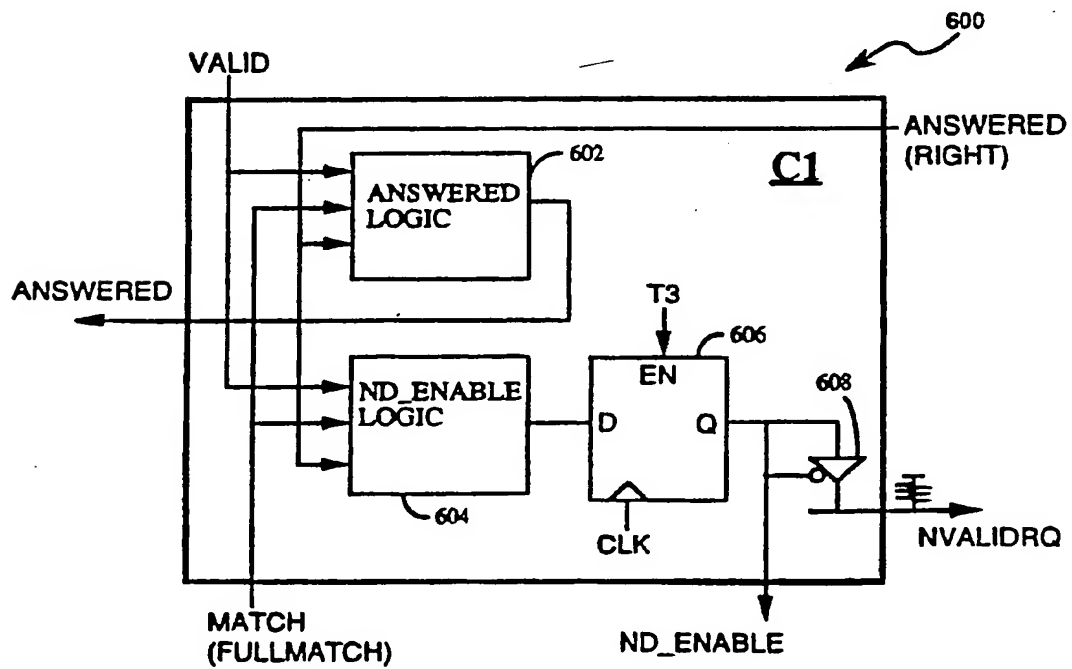 600
VALID
ANSWERED
(RIGHT)
602
C1
ANSWERED
LOGIC
ANSWERED
T3
606
EN
608
ND_ENABLE
LOGIC
D
Q
604
CLK
NVALIDRQ
MATCH
(FULLMATCH)
ND_ENABLE